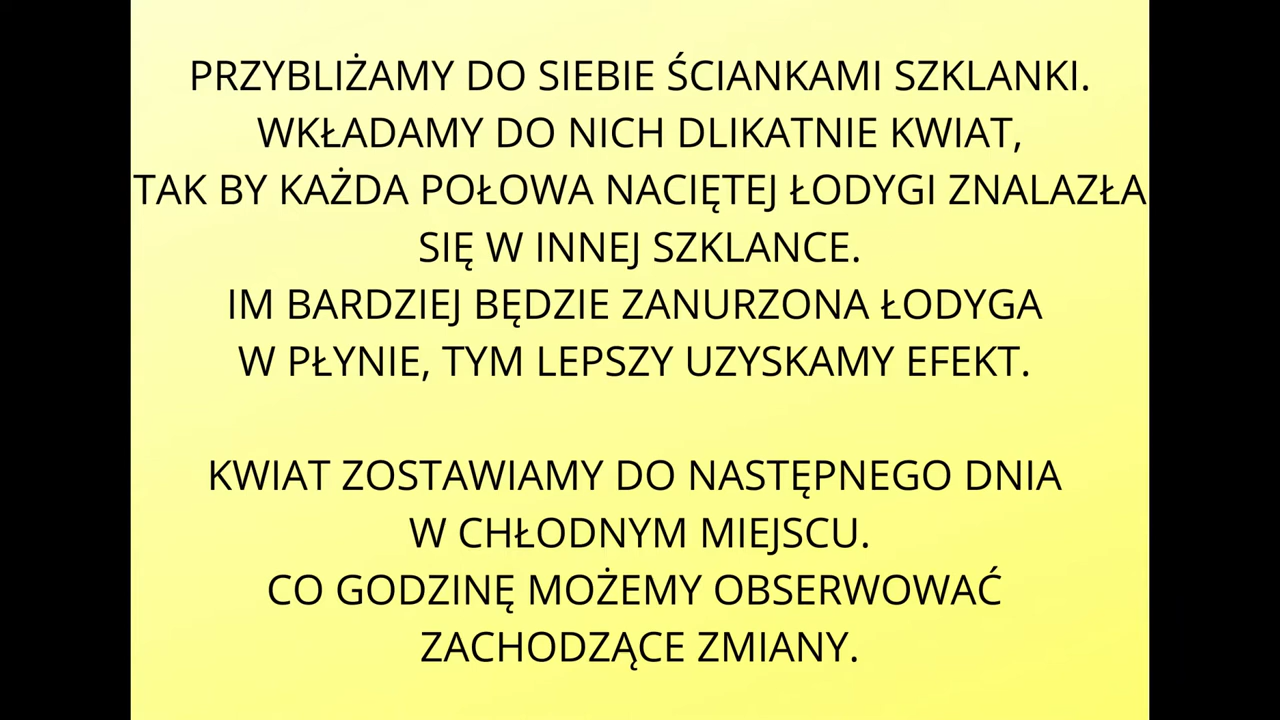 PRZYBLIŻAMY DO SIEBIE ŚCIANKAMI SZKLANKI.
WKŁADAMY DO NICH DLIKATNIE KWIAT,
TAK BY KAŻDA POŁOWA NACIĘTEJ ŁODYGI ZNALAZŁA
SIĘ W INNEJ SZKLANCE.
IM BARDZIEJ BĘDZIE ZANURZONA ŁODYGA
W PŁYNIE, TYM LEPSZY UZYSKAMY EFEKT.
KWIAT ZOSTAWIAMY DO NASTĘPNEGO DNIA
W CHŁODNYM MIEJSCU.
CO GODZINĘ MOŻEMY OBSERWOWAĆ
ZACHODZĄCE ZMIANY.